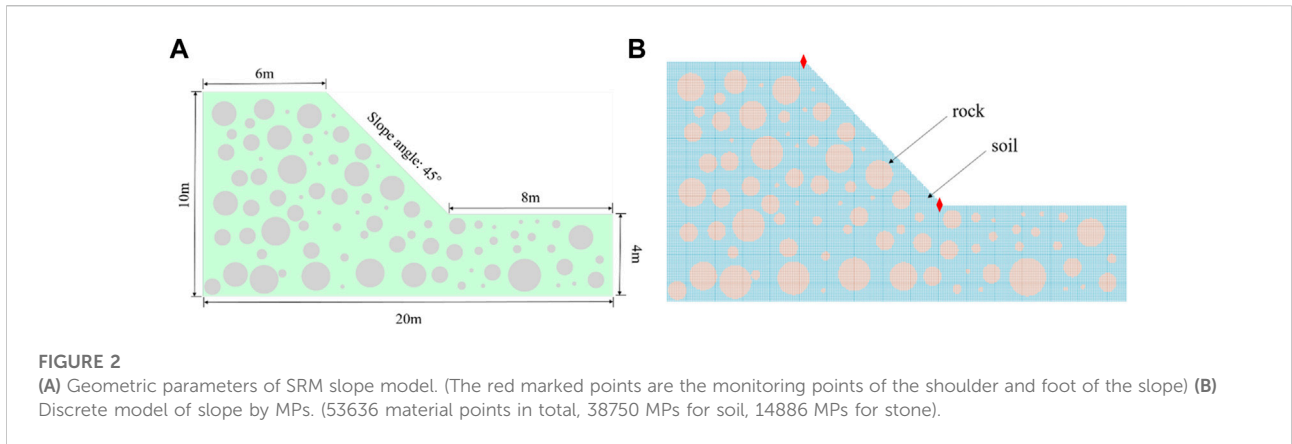 A
B
6m
10m
Slope angle: 45°
8m
4m
20m
rock
soil
FIGURE 2
(A) Geometric parameters of SRM slope model. (The red marked points are the monitoring points of the shoulder and foot of the slope) (B)
Discrete model of slope by MPs. (53636 material points in total, 38750 MPs for soil, 14886 MPs for stone).